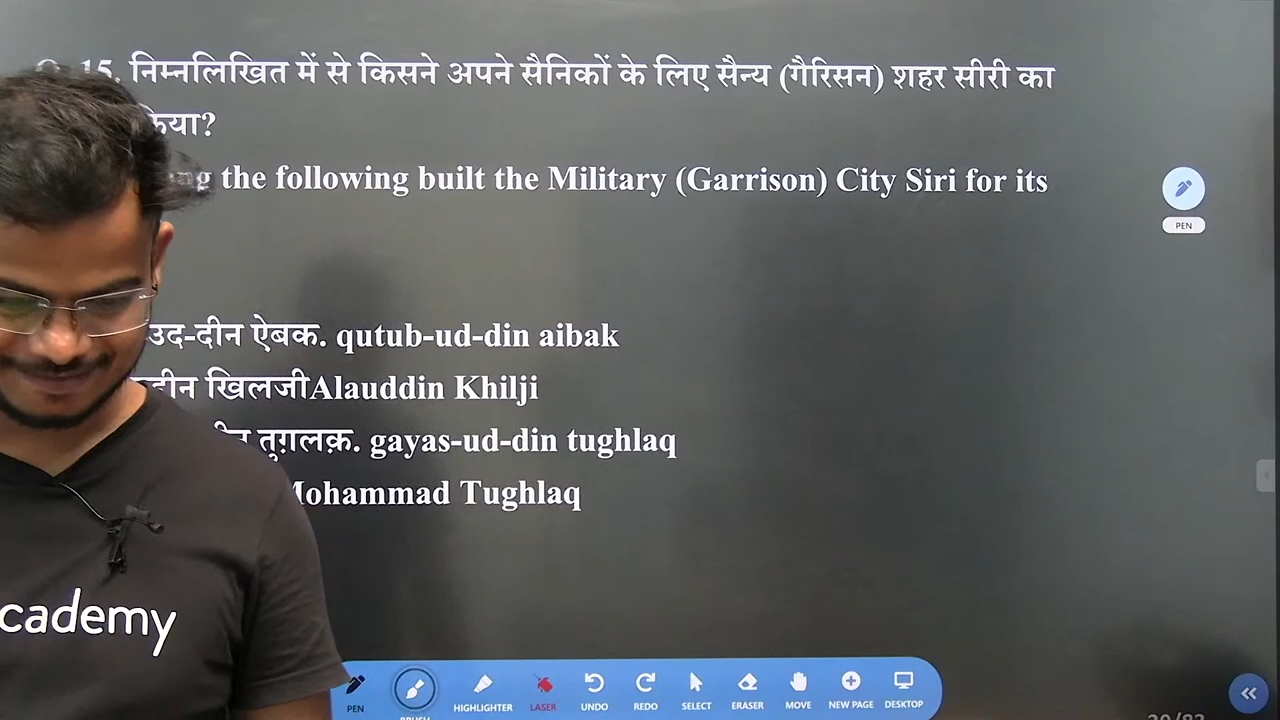 15. निम्नलिखित में से किसने अपने सैनिकों के लिए सैन्य (गैरिसन) शहर सीरी का
किया?
the following built the Military (Garrison) City Siri for its
उद-दीन ऐबक. qutub-ud-din aibak
खिलजीAlauddin Khilji
तुग़लक़. gayas-ud-din tughlaq
Mohammad Tughlaq
PEN
cademy
PEN
HIGHLIGHTER
LASER
UNDO
REDO
SELECT
ERASER
MOVE
NEW PAGE
DESKTOP